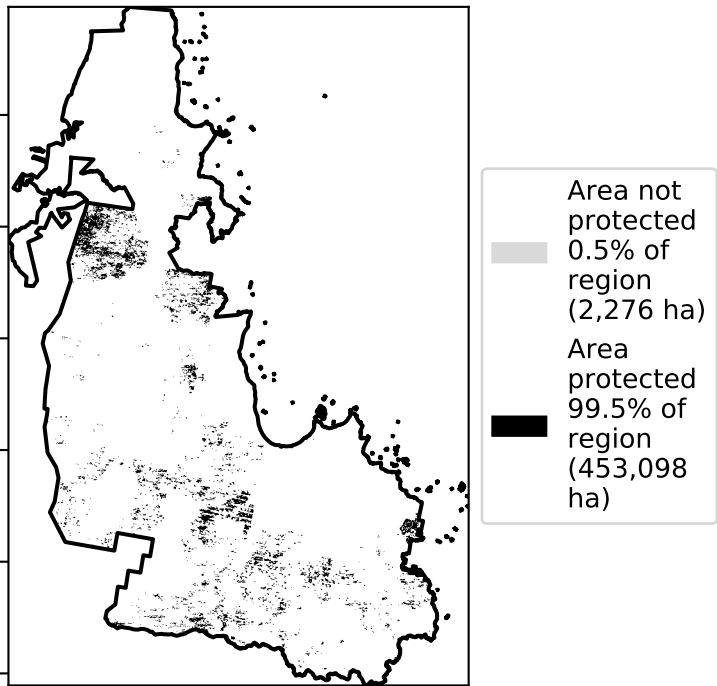 Area not
protected
0.5% of
region
(2,276 ha)
Area
protected
99.5% of
region
(453,098
ha)